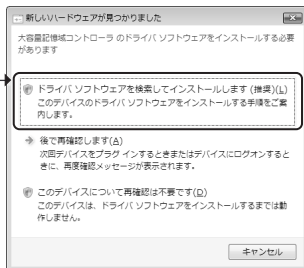 新しいハードウェアが見つかりました
大容量記憶域コントローラ のドライバ ソフトウェアをインストールする必要
があります
ドライバ ソフトウェアを検索してインストールします (推奨)(L)
このデバイスのドライバ ソフトウェアをインストールする手順をご案
内します。
後で再確認します(A)
次回デバイスをプラグ インするときまたはデバイスにログオンすると
きに、再度確認メッセージが表示されます。
このデバイスについて再確認は不要です(D)
このデバイスは、ドライバ ソフトウェアをインストールするまでは動
作しません。
キャンセル